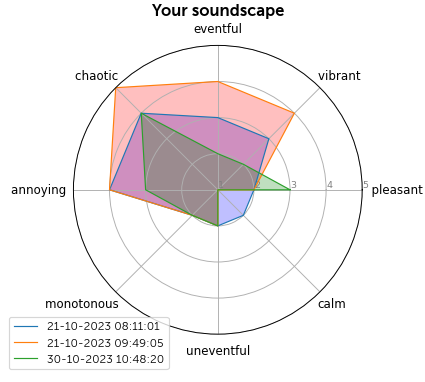 Your soundscape
eventful
chaotic
vibrant
annoying
2
3
4
5
pleasant
monotonous
calm
uneventful
21-10-2023 08:11:01
21-10-2023 09:49:05
30-10-2023 10:48:20